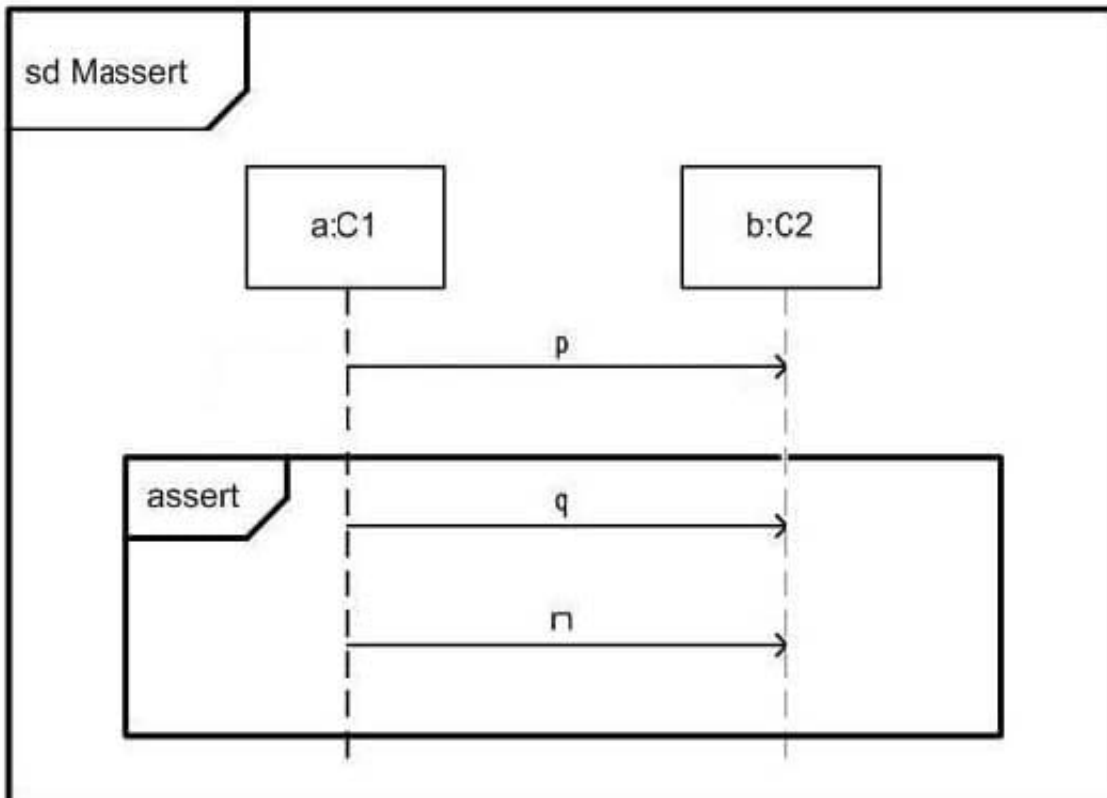 sd Massert
a:C1
b:C2
p
assert
q
п